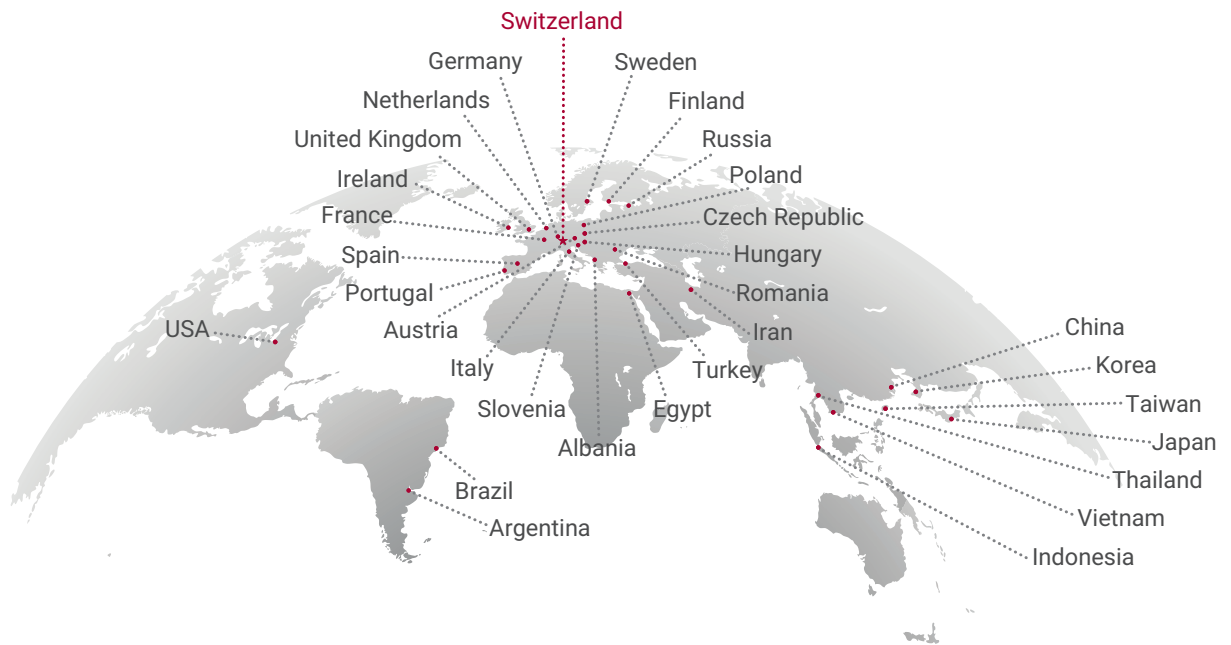 Switzerland
Germany
Sweden
Netherlands
Finland
United Kingdom
Russia
Ireland
Poland
France
Czech Republic
Spain
Hungary
Portugal
Romania
USA
Austria
Iran
China
Italy
Turkey
Korea
Slovenia
Egypt
Taiwan
Albania
Japan
Brazil
Thailand
Argentina
Vietnam
Indonesia